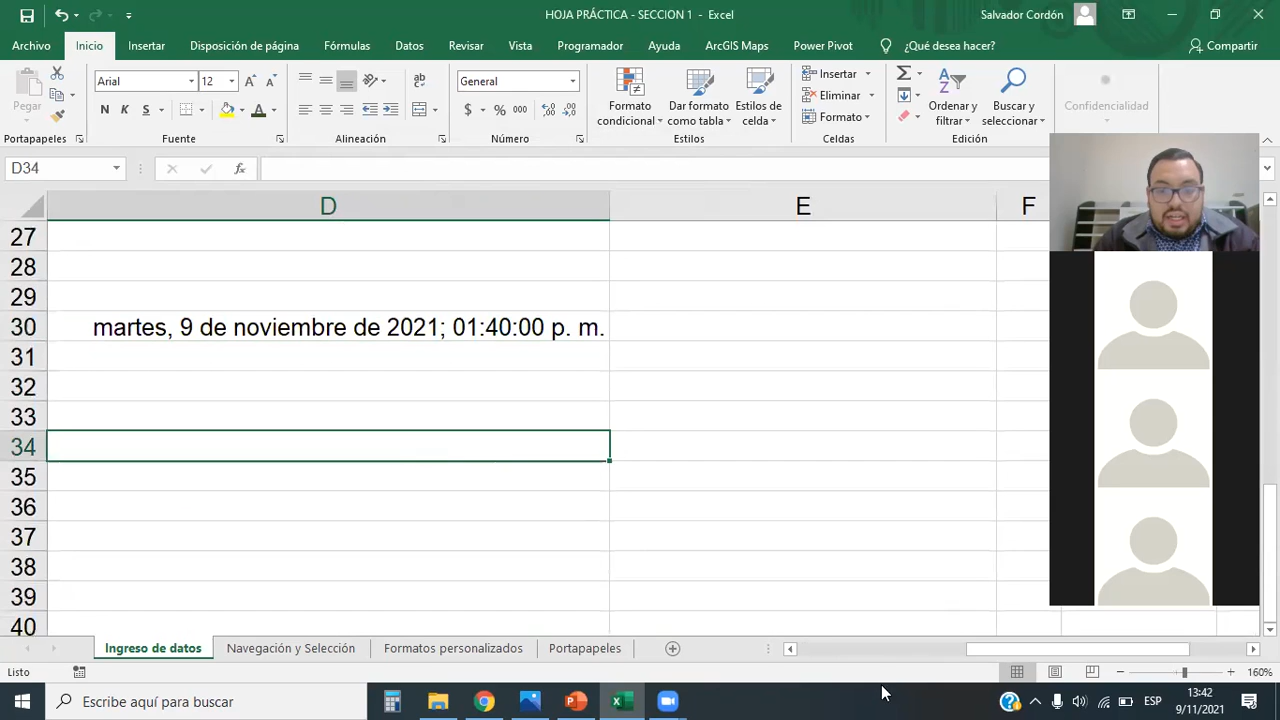 HOJA PRÁCTICA - SECCION 1 - Excel
Salvador Cordón
Archivo Inicio Insertar Disposición de página Fórmulas Datos Revisar Vista Programador Ayuda ArcGIS Maps Power Pivot ¿Qué desea hacer? Compartir
Pegar
Portapapeles
Arial 12
N K S
Fuente
Alineación
General
$ % 000
Número
Formato condicional
Dar formato como tabla
Estilos de celda
Estilos
Insertar
Eliminar
Formato
Celdas
Ordenar y filtrar
Buscar y seleccionar
Edición
Confidencialidad
Confidencialidad
D34
fx
D E F
27
28
29
30 martes, 9 de noviembre de 2021; 01:40:00 p. m.
31
32
33
34
35
36
37
38
39
40
Ingreso de datos Navegación y Selección Formatos personalizados Portapapeles
Listo 160%
Escribe aquí para buscar
ESP
13:42
9/11/2021